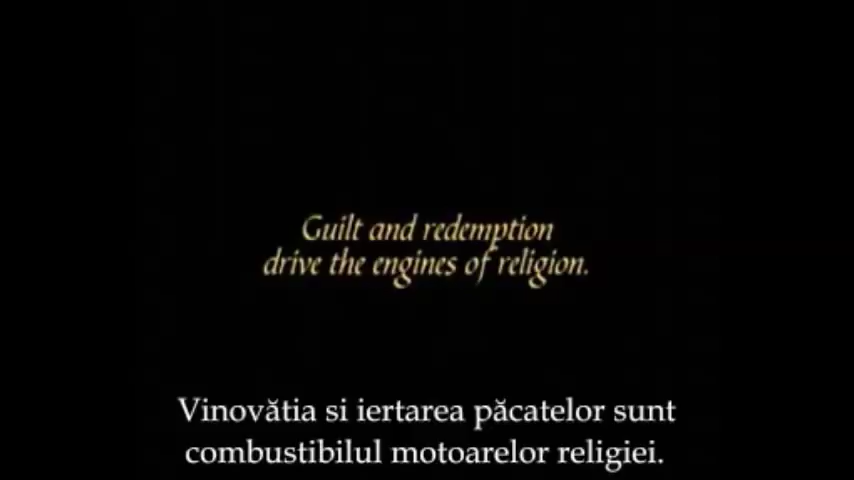 Guilt and redemption
drive the engines of religion.
Vinovătia si iertarea păcatelor sunt
combustibilul motoarelor religiei.